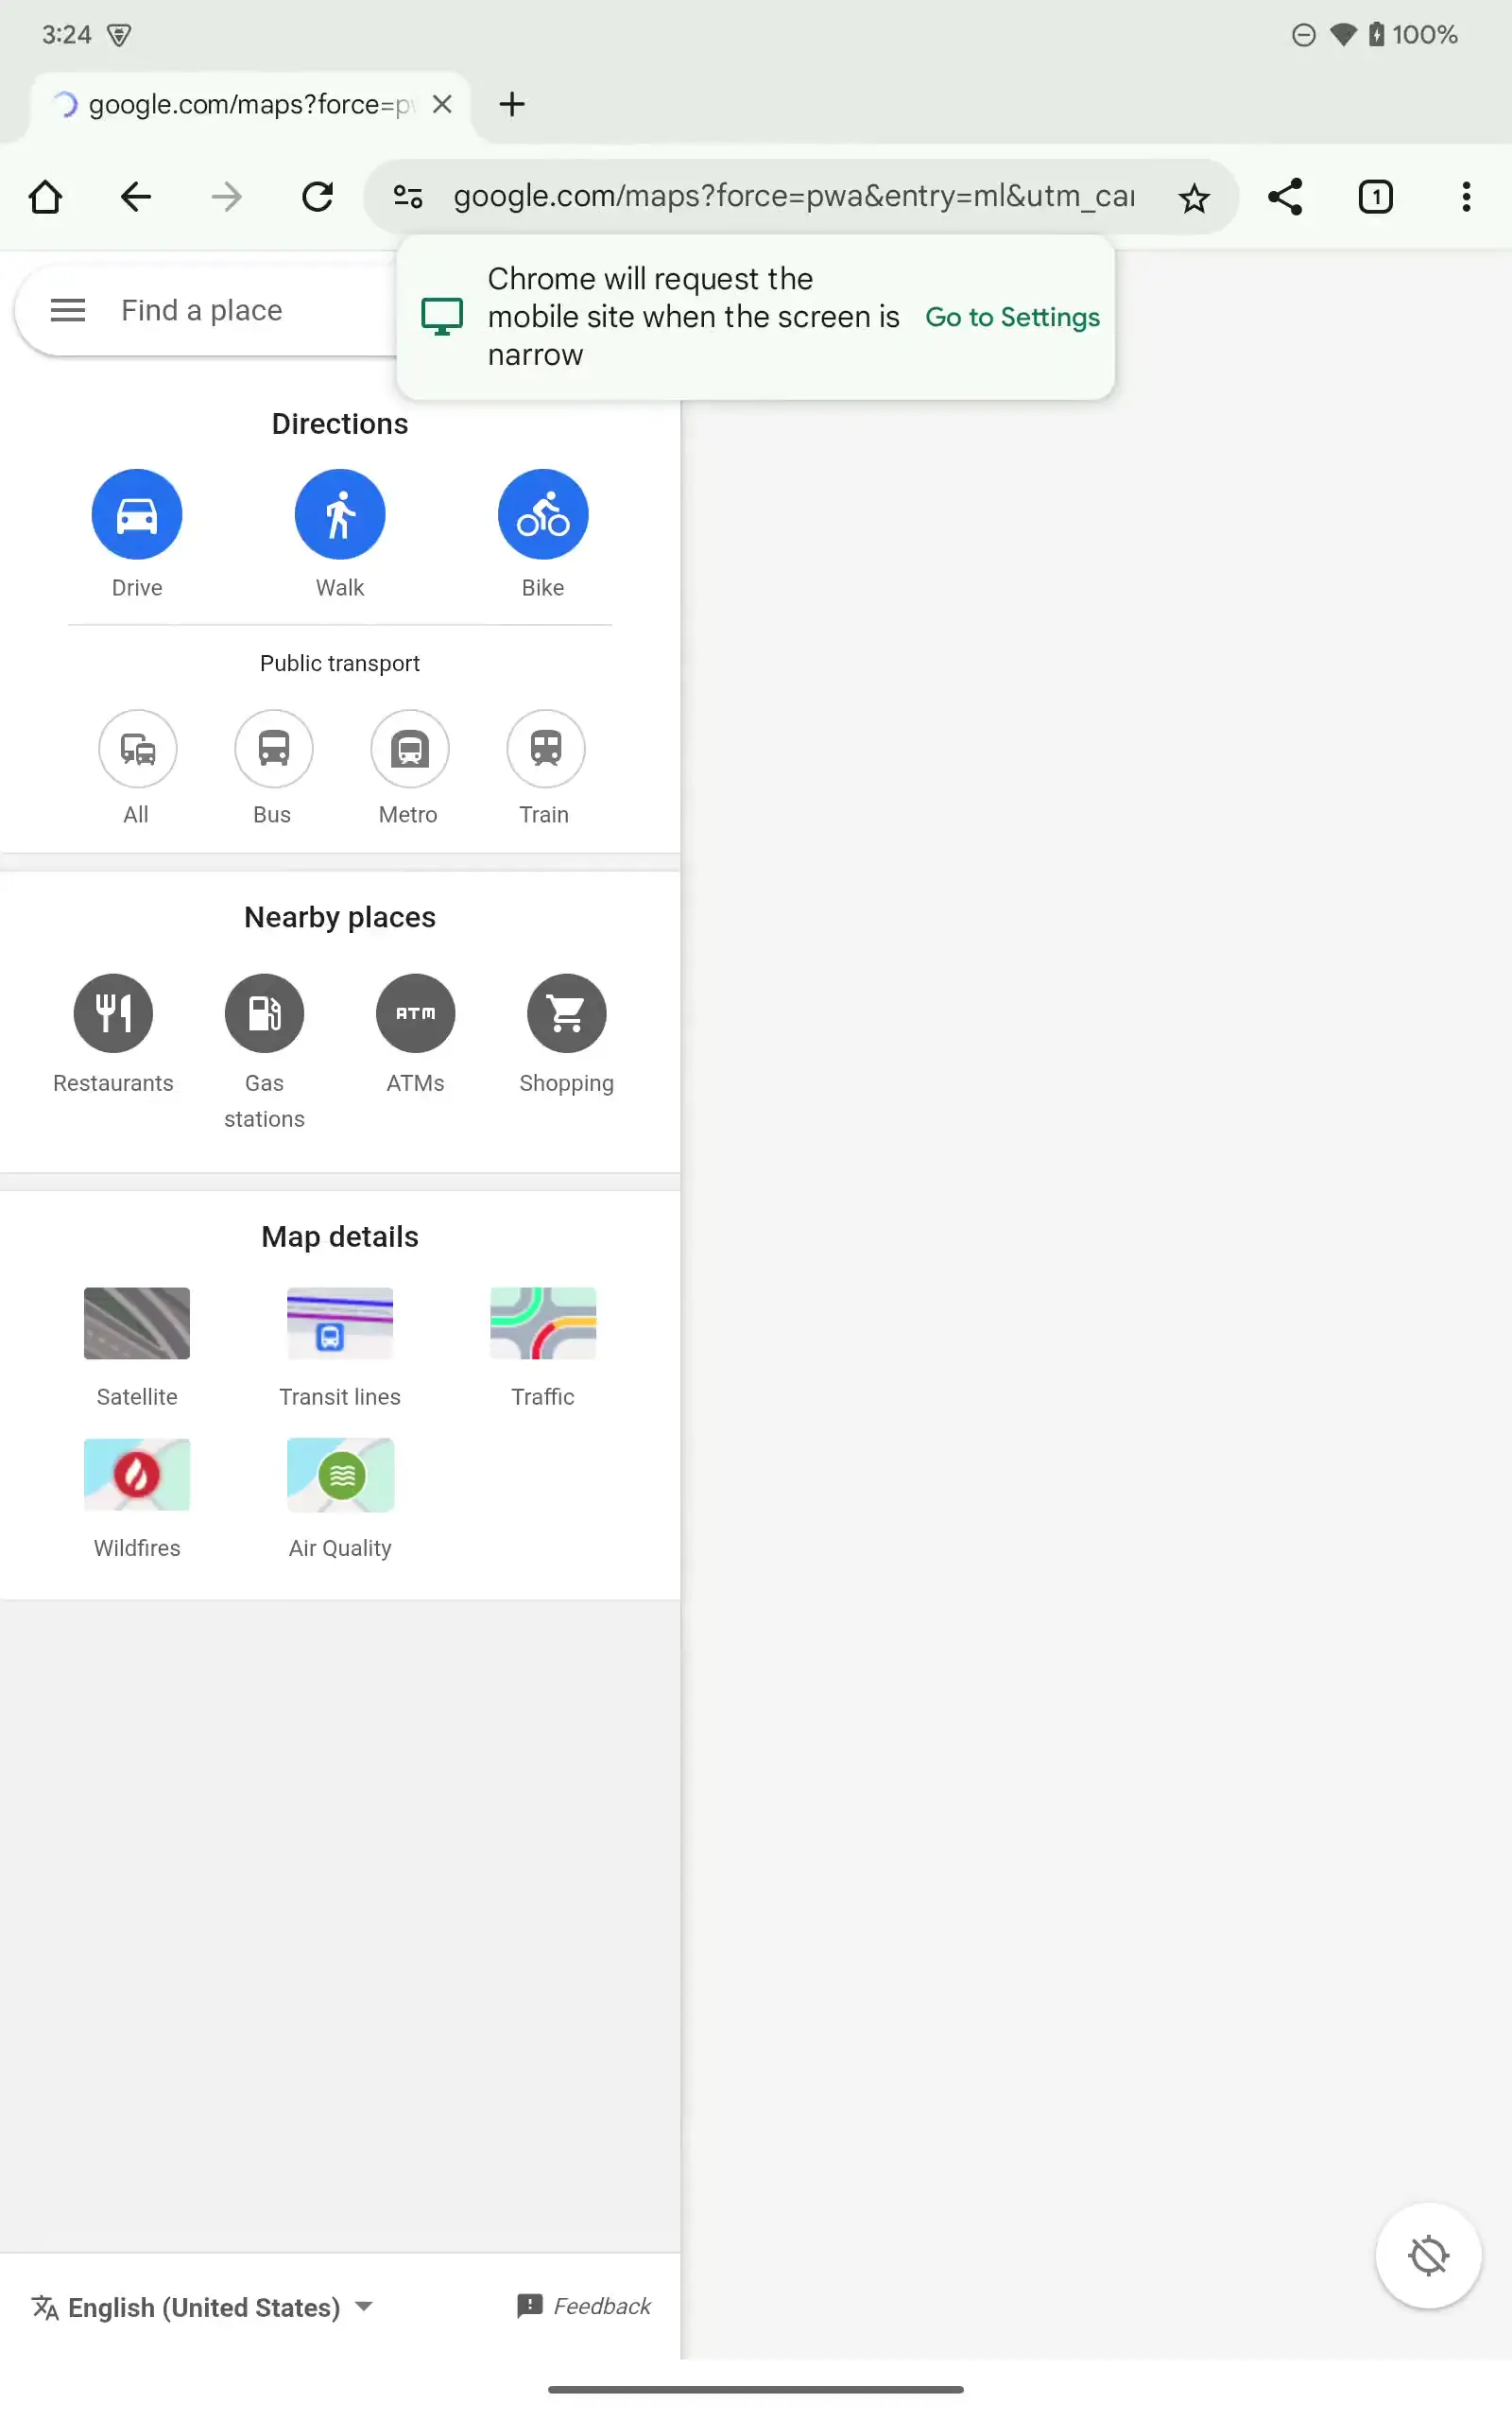 3:24
100%
google.com/maps?force=p
google.com/maps?force=pwa&entry=ml&utm_ca
1
Chrome will request the
mobile site when the screen is
narrow
Go to Settings
Find a place
Directions
Drive
Walk
Bike
Public transport
All
Bus
Metro
Train
Nearby places
ATM
Restaurants
Gas
stations
ATMs
Shopping
Map details
Satellite
Transit lines
Traffic
Wildfires
Air Quality
English (United States)
Feedback